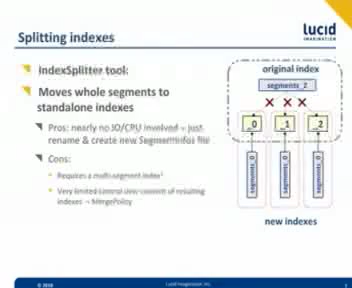 Splitting indexes
lucid
IMAGINATION
IndexSplitter tool:
Moves whole segments to
standalone indexes
Pros: nearly no IO/CPU involved – just
rename & create new SegmentInfos file
Cons:
Requires a multi-segment index!
Very limited control over content of resulting
indexes → MergePolicy
original index
segments_2
_0
_1
_2
segments_0
segments_0
segments_0
new indexes
© 2010
Lucid Imagination, Inc.